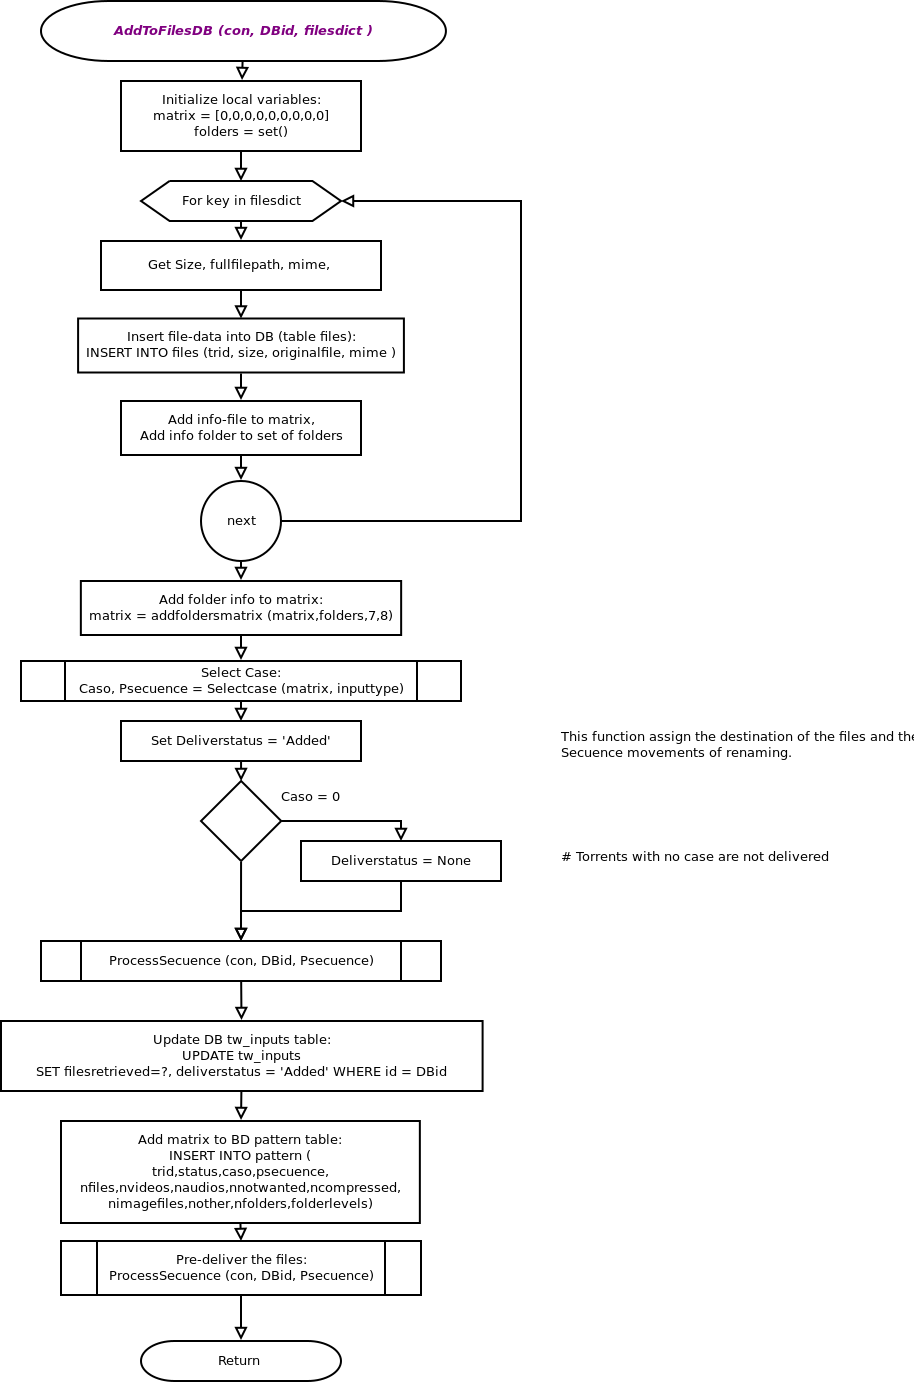 AddToFilesDB (con, DBid, filesdict )
Initialize local variables:
matrix = [0,0,0,0,0,0,0,0,0]
folders = set()
For key in filesdict
Get Size, fullfilepath, mime,
Insert file-data into DB (table files):
INSERT INTO files (trid, size, originalfile, mime )
Add info-file to matrix,
Add info folder to set of folders
next
Add folder info to matrix:
matrix = addfoldersmatrix (matrix,folders,7,8)
Select Case:
Caso, Psecuence = Selectcase (matrix, inputtype)
Set Deliverstatus = 'Added'
This function assign the destination of the files and the
Secuence movements of renaming.
Caso = 0
Deliverstatus = None
# Torrents with no case are not delivered
ProcessSecuence (con, DBid, Psecuence)
Update DB tw_inputs table:
UPDATE tw_inputs
SET filesretrieved=?, deliverstatus = 'Added' WHERE id = DBid
Add matrix to BD pattern table:
INSERT INTO pattern (
trid,status,caso,psecuence,
nfiles,nvideos,naudios,nnotwanted,ncompressed,
nimagefiles,nother,nfolders,folderlevels)
Pre-deliver the files:
ProcessSecuence (con, DBid, Psecuence)
Return